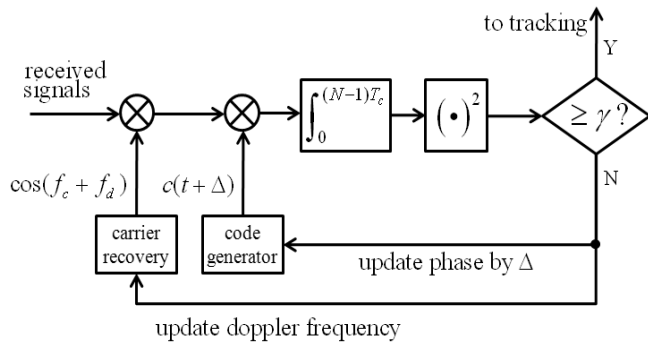 to tracking
Y
received
signals
∫₀^{(N−1)T_c}
(•)²
≥ γ ?
N
cos(f_c + f_d)
c(t + Δ)
carrier
recovery
code
generator
update phase by Δ
update doppler frequency